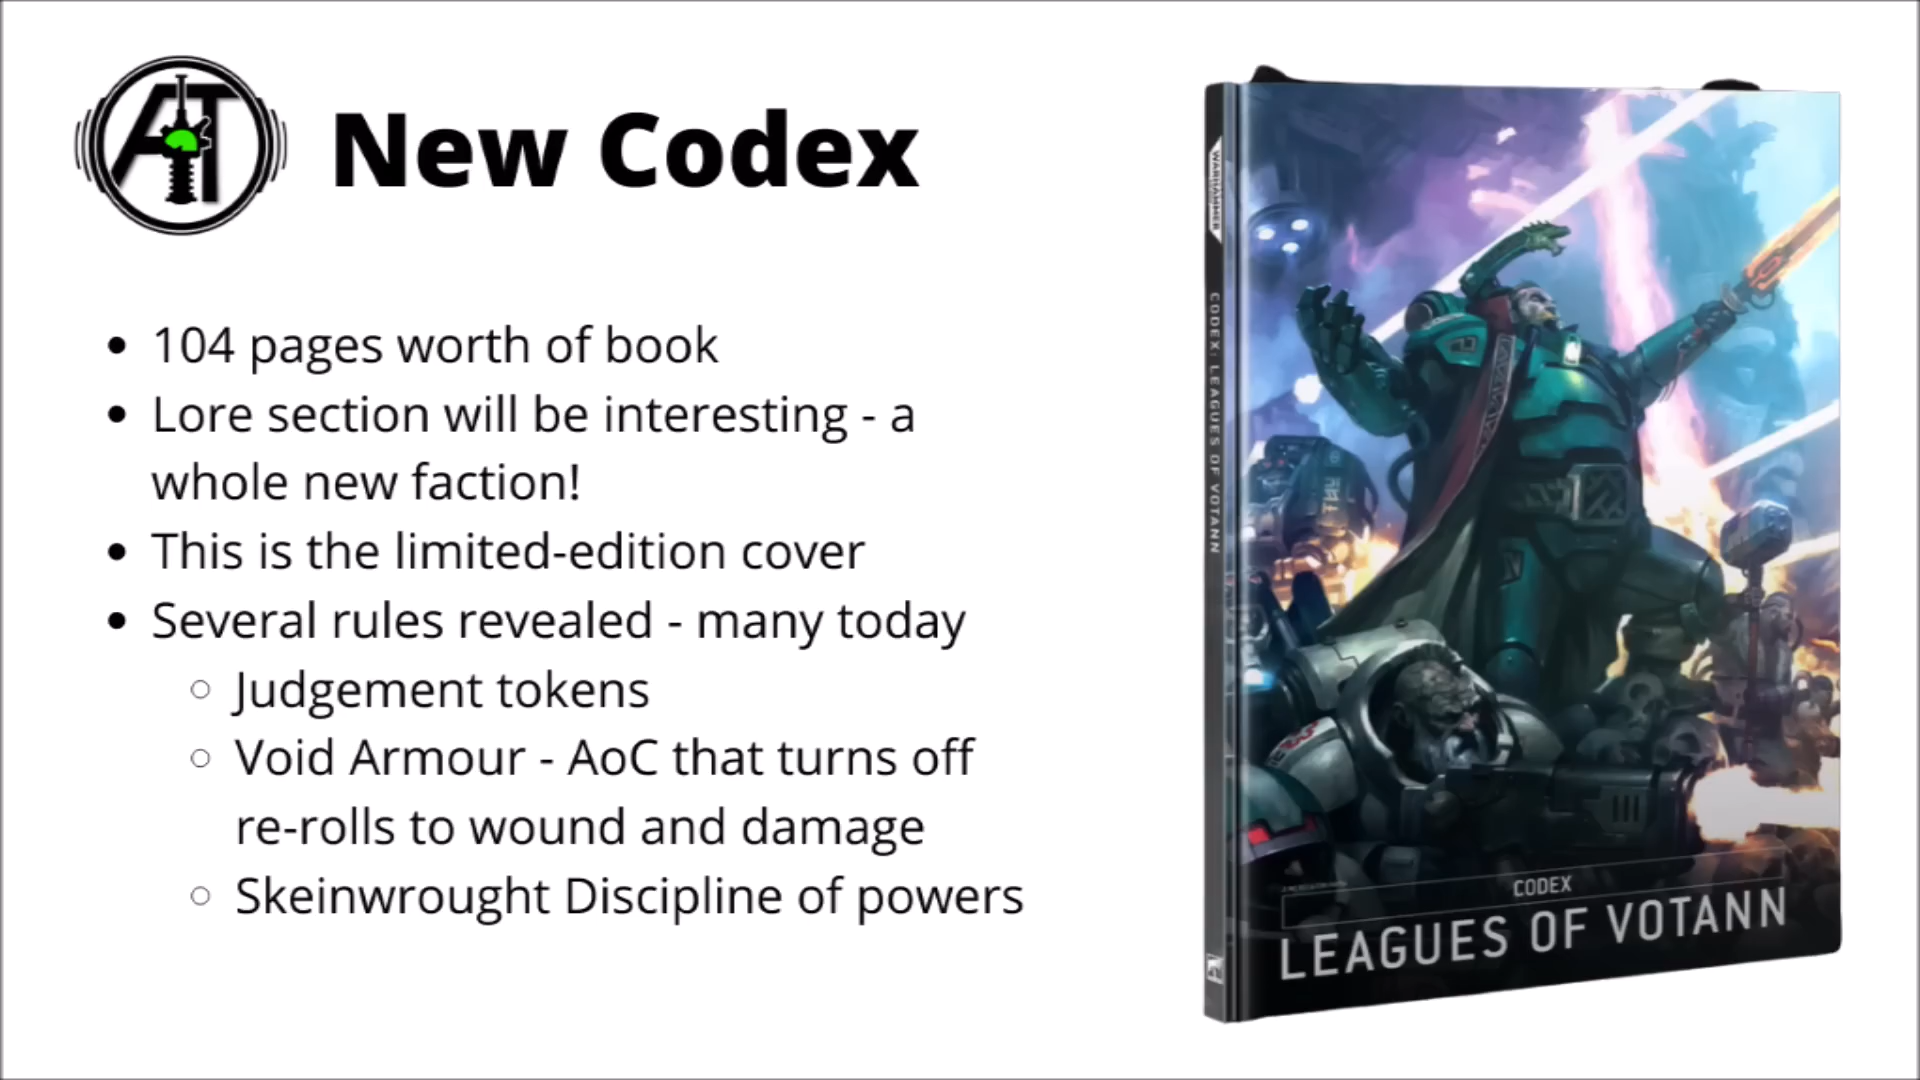 AT
New Codex
• 104 pages worth of book
• Lore section will be interesting - a
whole new faction!
• This is the limited-edition cover
• Several rules revealed - many today
○ Judgement tokens
○ Void Armour - AoC that turns off
re-rolls to wound and damage
○ Skeinwrought Discipline of powers
WARHAMMER
CODEX: LEAGUES OF VOTANN
CODEX
LEAGUES OF VOTANN